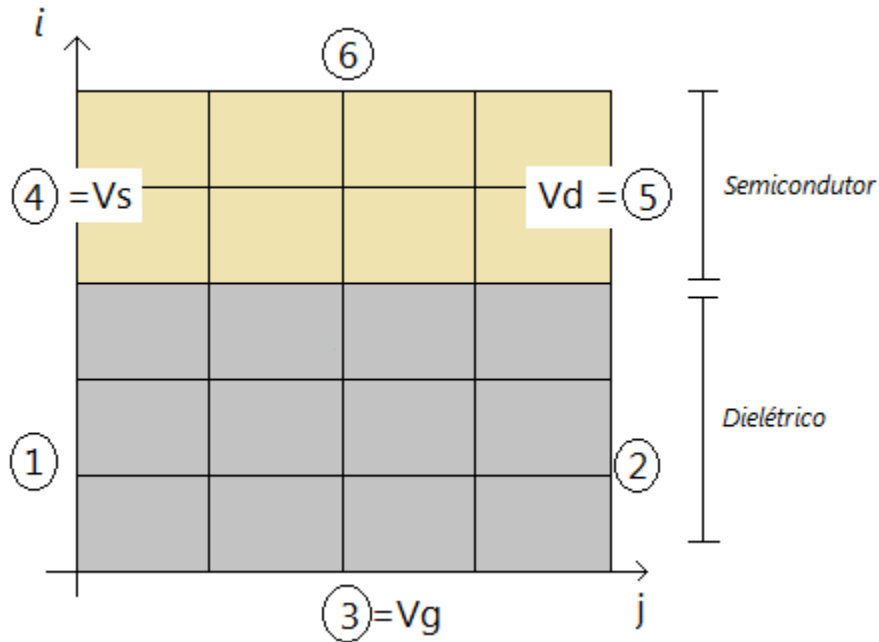 i
6
4 =Vs
Vd = 5
Semicondutor
Dielétrico
1
2
3 =Vg
j